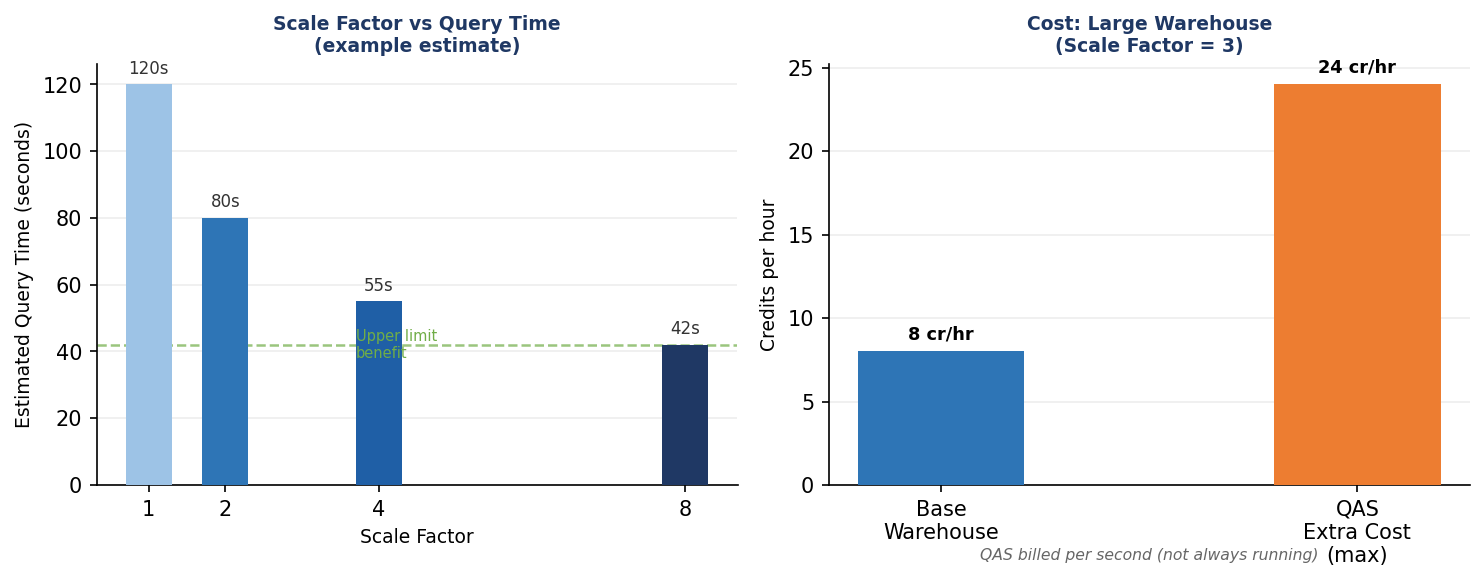 Scale Factor vs Query Time
(example estimate)
Estimated Query Time (seconds)
120
100
80
60
40
20
0
120s
80s
55s
42s
Upper limit
benefit
1
2
4
8
Scale Factor
Cost: Large Warehouse
(Scale Factor = 3)
Credits per hour
25
20
15
10
5
0
8 cr/hr
24 cr/hr
Base
Warehouse
QAS
Extra Cost
(max)
QAS billed per second (not always running)